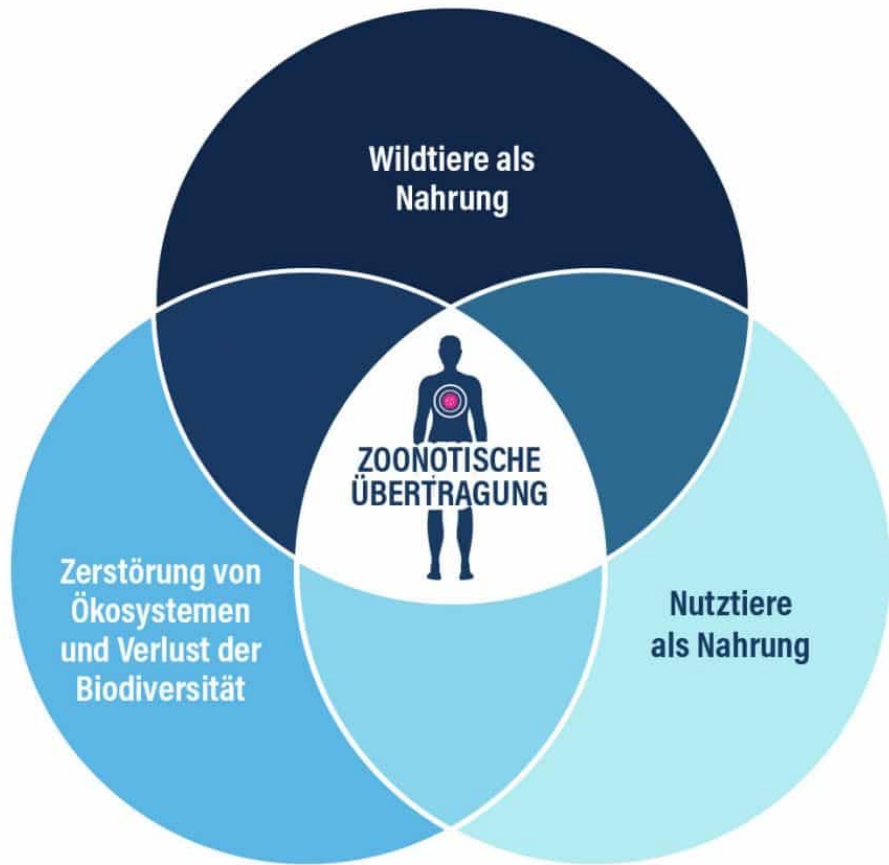 Wildtiere als
Nahrung
ZOONOTISCHE
ÜBERTRAGUNG
Zerstörung von
Ökosystemen
und Verlust der
Biodiversität
Nutztiere
als Nahrung